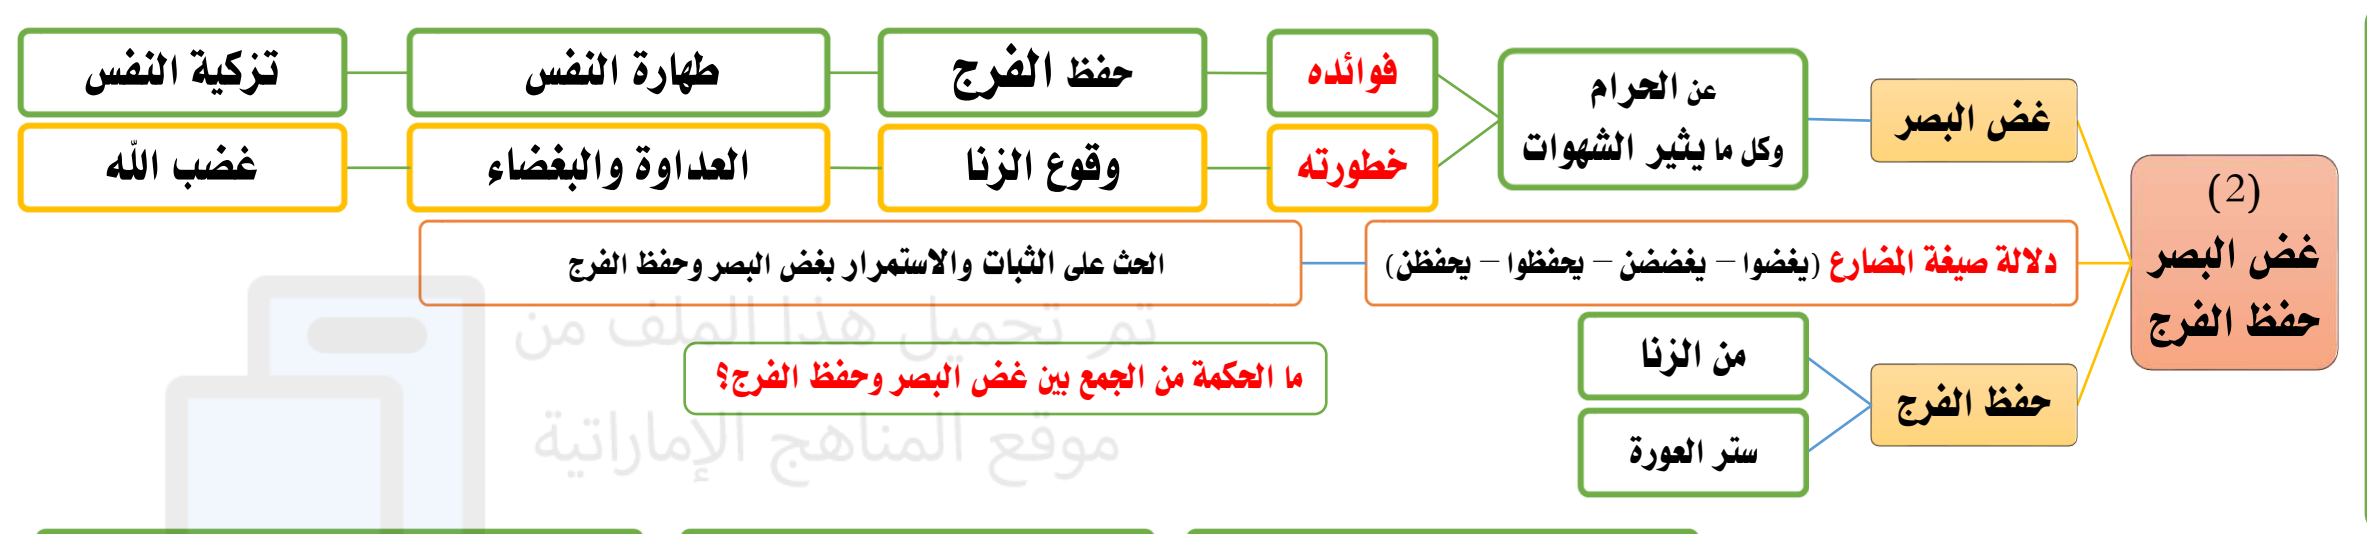 (2)
غض البصر
حفظ الفرج
غض البصر
عن الحرام
وكل ما يثير الشهوات
فوائده
حفظ الفرج
طهارة النفس
تزكية النفس
خطورته
وقوع الزنا
العداوة والبغضاء
غضب الله
دلالة صيغة المضارع (يغضوا – يغضضن – يحفظوا – يحفظن)
الحث على الثبات والاستمرار بغض البصر وحفظ الفرج
حفظ الفرج
من الزنا
ستر العورة
ما الحكمة من الجمع بين غض البصر وحفظ الفرج؟
تم تحميل هذا الملف من
موقع المناهج الإماراتية